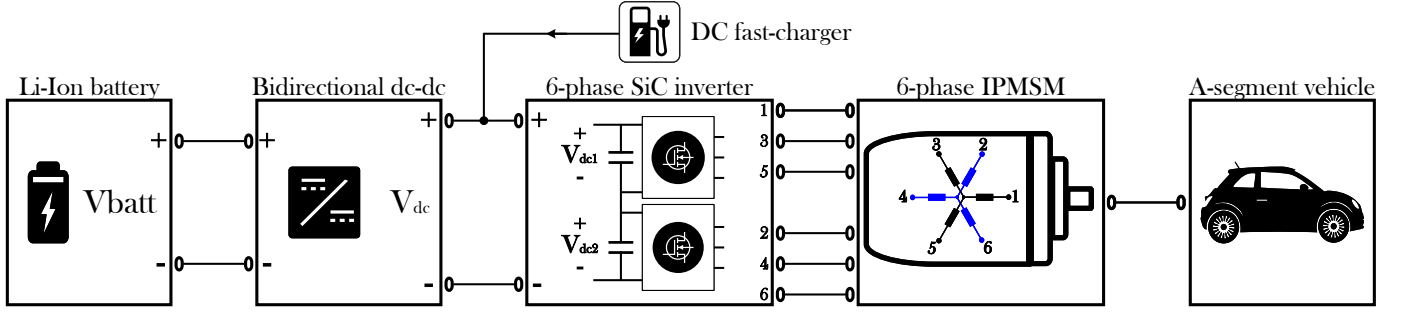 DC fast-charger
Li-Ion battery
Bidirectional dc-dc
6-phase SiC inverter
6-phase IPMSM
A-segment vehicle
+ + + +
Vbatt
- - - -
Vdc
+
Vdc1
-
+
Vdc2
-
1
3
5
2
4
6
3 2
4 1
5 6